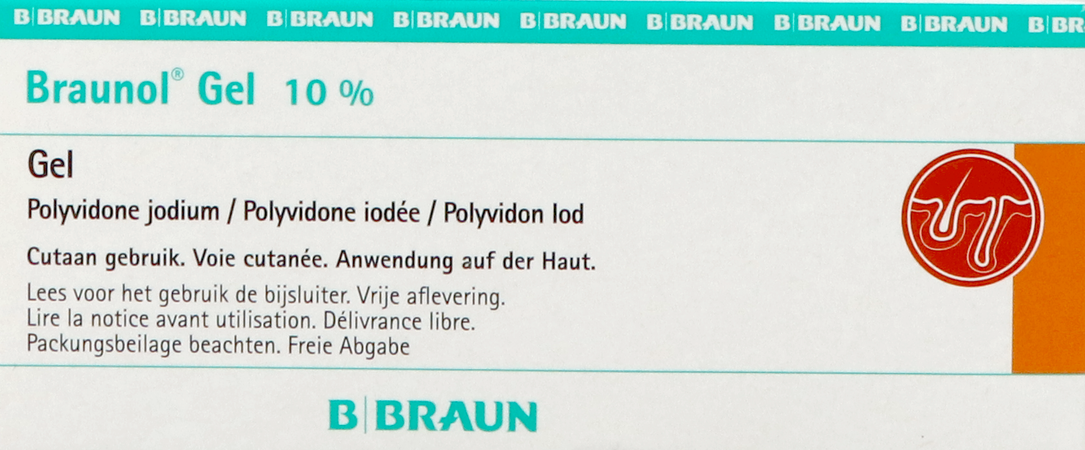 B|BRAUN B|BRAUN B|BRAUN B|BRAUN B|BRAUN B|BRAUN B|BRAUN B|BRAUN B|BR
Braunol® Gel 10 %
Gel
Polyvidone jodium / Polyvidone iodée / Polyvidon Iod
Cutaan gebruik. Voie cutanée. Anwendung auf der Haut.
Lees voor het gebruik de bijsluiter. Vrije aflevering.
Lire la notice avant utilisation. Délivrance libre.
Packungsbeilage beachten. Freie Abgabe
B|BRAUN